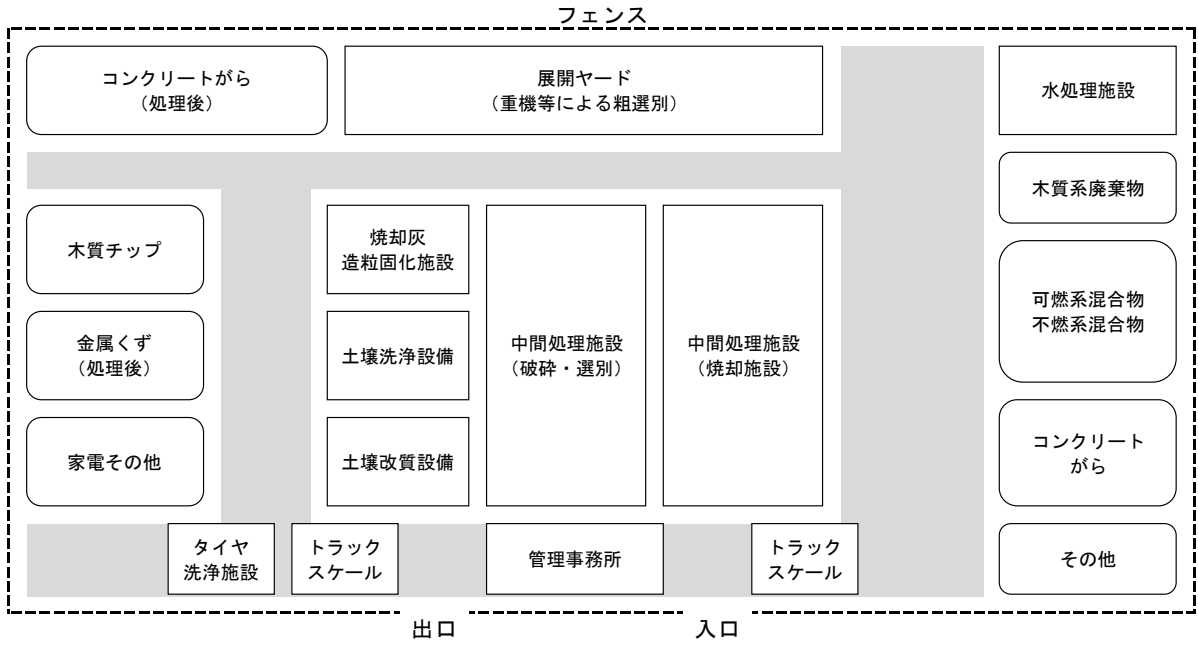 フェンス
コンクリートがら
（処理後）
展開ヤード
（重機等による粗選別）
水処理施設
木質系廃棄物
木質チップ
焼却灰
造粒固化施設
中間処理施設
（破砕・選別）
中間処理施設
（焼却施設）
可燃系混合物
不燃系混合物
金属くず
（処理後）
土壌洗浄設備
家電その他
土壌改質設備
コンクリート
がら
タイヤ
洗浄施設
トラック
スケール
管理事務所
トラック
スケール
その他
出口
入口